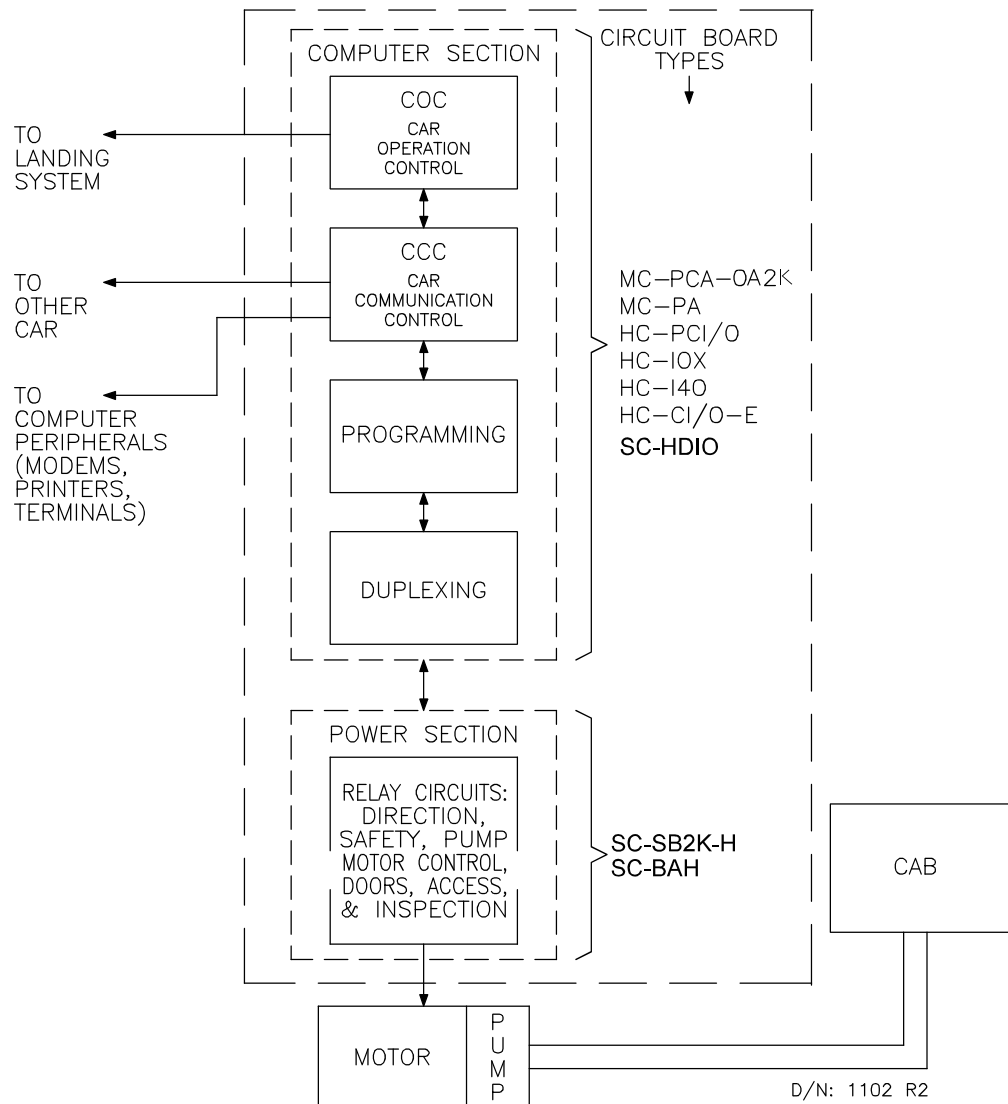 COMPUTER SECTION
CIRCUIT BOARD
TYPES
COC
CAR
OPERATION
CONTROL
TO
LANDING
SYSTEM
CCC
CAR
COMMUNICATION
CONTROL
TO
OTHER
CAR
TO
COMPUTER
PERIPHERALS
(MODEMS,
PRINTERS,
TERMINALS)
PROGRAMMING
DUPLEXING
MC-PCA-OA2K
MC-PA
HC-PCI/O
HC-IOX
HC-I4O
HC-CI/O-E
SC-HDIO
POWER SECTION
RELAY CIRCUITS:
DIRECTION,
SAFETY, PUMP
MOTOR CONTROL,
DOORS, ACCESS,
& INSPECTION
SC-SB2K-H
SC-BAH
CAB
MOTOR
PUMP
D/N: 1102 R2